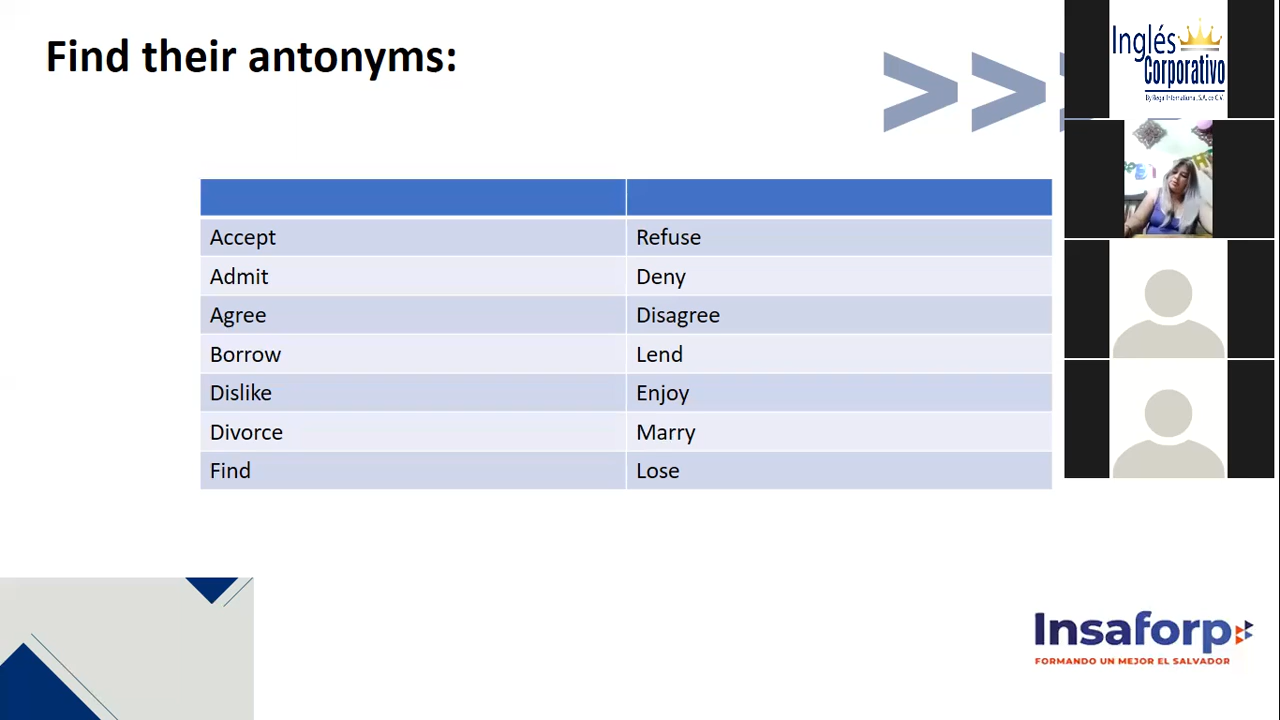 Find their antonyms:
Inglés
Corporativo
Accept Refuse
Admit Deny
Agree Disagree
Borrow Lend
Dislike Enjoy
Divorce Marry
Find Lose
Insaforp
FORMANDO UN MEJOR EL SALVADOR